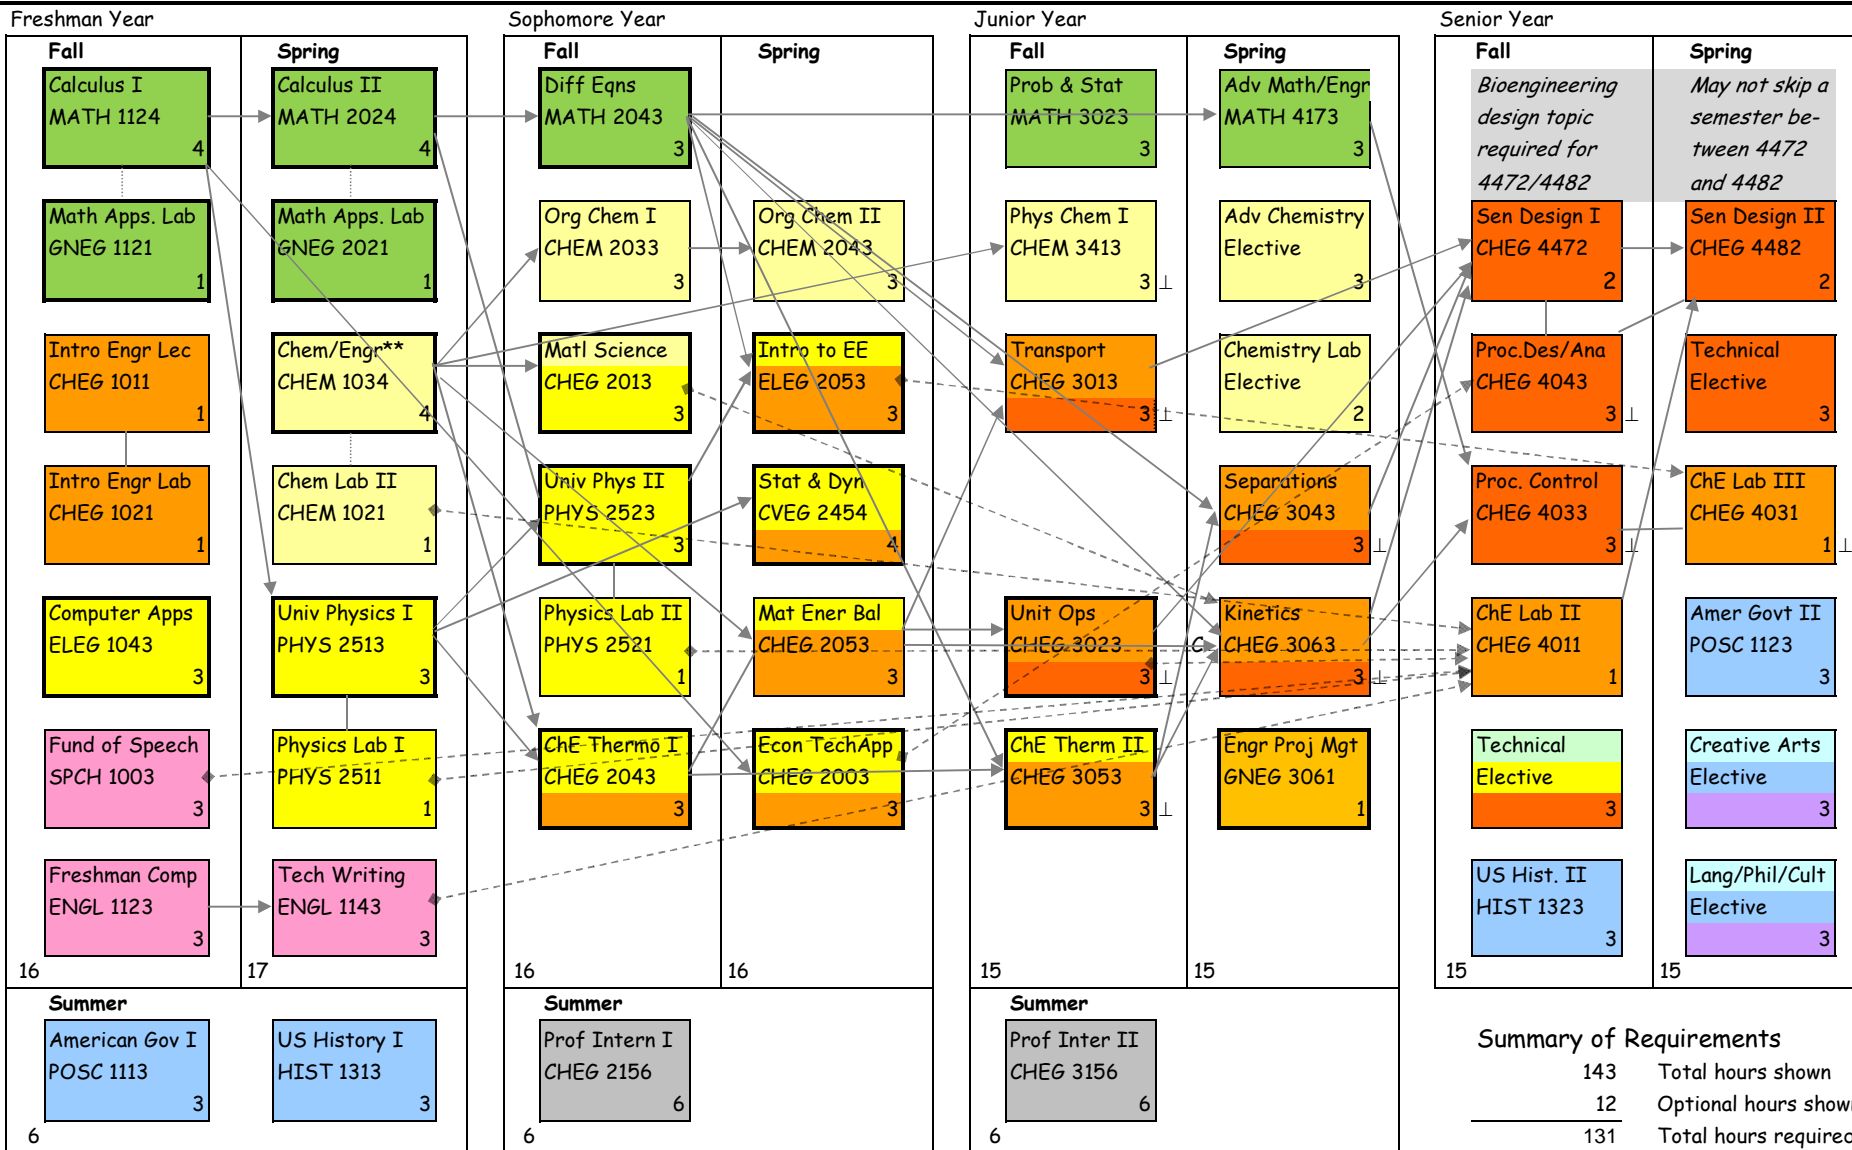 Freshman Year
Fall
Calculus I
MATH 1124
4
Math Apps. Lab
GNEG 1121
1
Intro Engr Lec
CHEG 1011
1
Intro Engr Lab
CHEG 1021
1
Computer Apps
ELEG 1043
3
Fund of Speech
SPCH 1003
3
Freshman Comp
ENGL 1123
3
16
Spring
Calculus II
MATH 2024
4
Math Apps. Lab
GNEG 2021
1
Chem/Engr**
CHEM 1034
4
Chem Lab II
CHEM 1021
1
Univ Physics I
PHYS 2513
3
Physics Lab I
PHYS 2511
1
Tech Writing
ENGL 1143
3
17
Summer
American Gov I
POSC 1113
3
US History I
HIST 1313
3
6
Sophomore Year
Fall
Diff Eqns
MATH 2043
3
Org Chem I
CHEM 2033
3
Matl Science
CHEG 2013
3
Univ Phys II
PHYS 2523
3
Physics Lab II
PHYS 2521
1
ChE Thermo I
CHEG 2043
3
16
Spring
Org Chem II
CHEM 2043
3
Intro to EE
ELEG 2053
3
Stat & Dyn
CVEG 2454
4
Mat Ener Bal
CHEG 2053
3
Econ TechApp
CHEG 2003
3
16
Summer
Prof Intern I
CHEG 2156
6
6
Junior Year
Fall
Prob & Stat
MATH 3023
3
Phys Chem I
CHEM 3413
3 ⊥
Transport
CHEG 3013
3 ⊥
Unit Ops
CHEG 3023
3 ⊥
ChE Therm II
CHEG 3053
3 ⊥
15
Spring
Adv Math/Engr
MATH 4173
3
Adv Chemistry
Elective
3
Chemistry Lab
Elective
2
Separations
CHEG 3043
3 ⊥
Kinetics
C CHEG 3063
3 ⊥
Engr Proj Mgt
GNEG 3061
1
15
Summer
Prof Inter II
CHEG 3156
6
6
Senior Year
Fall
Bioengineering
design topic
required for
4472/4482
Sen Design I
CHEG 4472
2
Proc.Des/Ana
CHEG 4043
3 ⊥
Proc. Control
CHEG 4033
3 ⊥
ChE Lab II
CHEG 4011
1
Technical
Elective
3
US Hist. II
HIST 1323
3
15
Spring
May not skip a
semester be-
tween 4472
and 4482
Sen Design II
CHEG 4482
2
Technical
Elective
3
ChE Lab III
CHEG 4031
1 ⊥
Amer Govt II
POSC 1123
3
Creative Arts
Elective
3
Lang/Phil/Cult
Elective
3
15
Summary of Requirements
143 Total hours shown
12 Optional hours shown
131 Total hours required